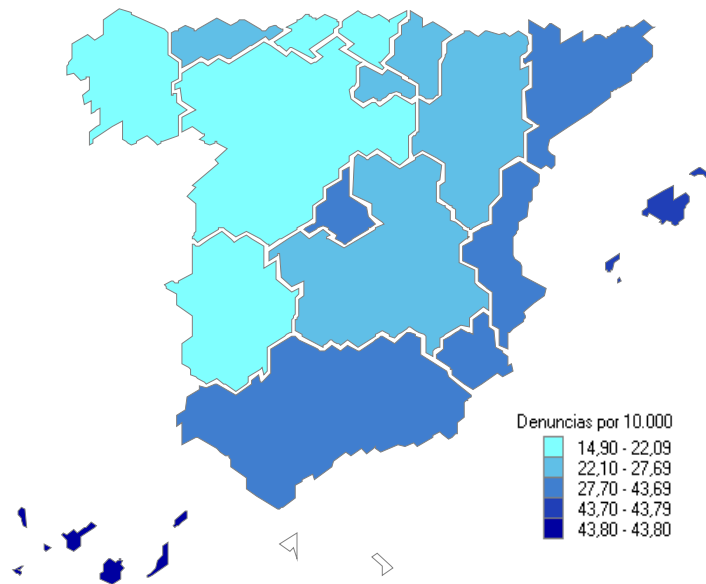 Denuncias por 10.000
14,90 - 22,09
22,10 - 27,69
27,70 - 43,69
43,70 - 43,79
43,80 - 43,80